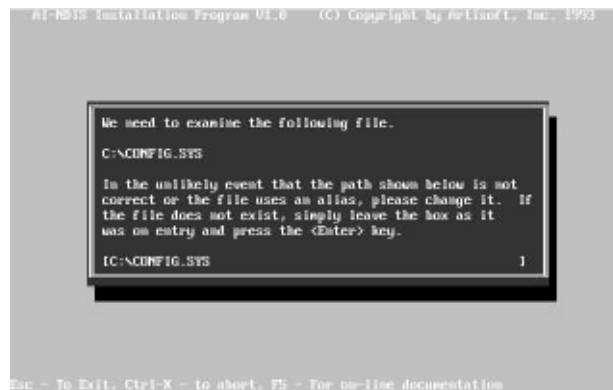 AI-NDIS Installation Program V1.0 (C) Copyright by Artisoft, Inc. 1993
We need to examine the following file.
C:\CONFIG.SYS
In the unlikely event that the path shown below is not
correct or the file uses an alias, please change it. If
the file does not exist, simply leave the box as it
was on entry and press the <Enter> key.
[C:\CONFIG.SYS ]
Esc - To Exit, Ctrl-X - to abort, F5 - For on-line documentation